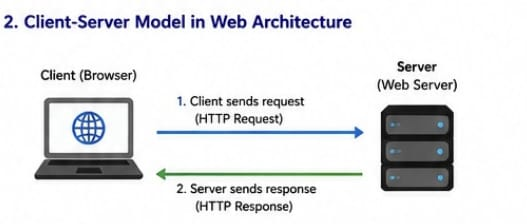 2. Client-Server Model in Web Architecture
Client (Browser)
Server
(Web Server)
1. Client sends request
(HTTP Request)
2. Server sends response
(HTTP Response)